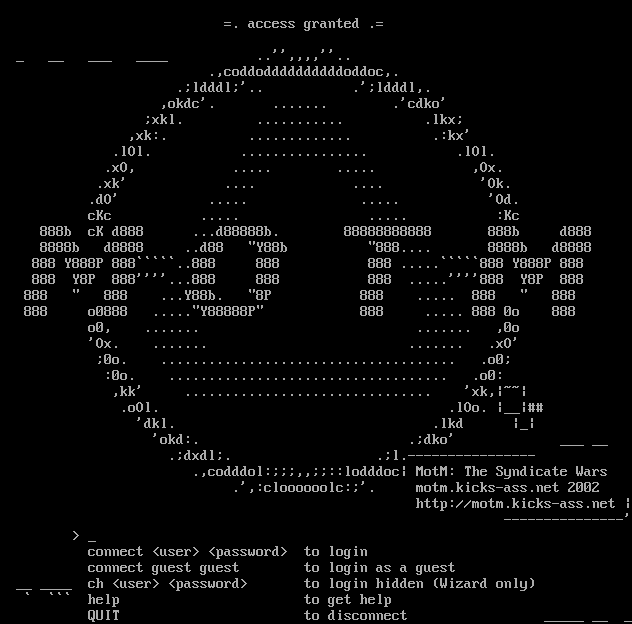 =. access granted .=
MotM
MotM: The Syndicate Wars
motm.kicks-ass.net 2002
http://motm.kicks-ass.net
> _
connect <user> <password> to login
connect guest guest to login as a guest
ch <user> <password> to login hidden (Wizard only)
help to get help
QUIT to disconnect